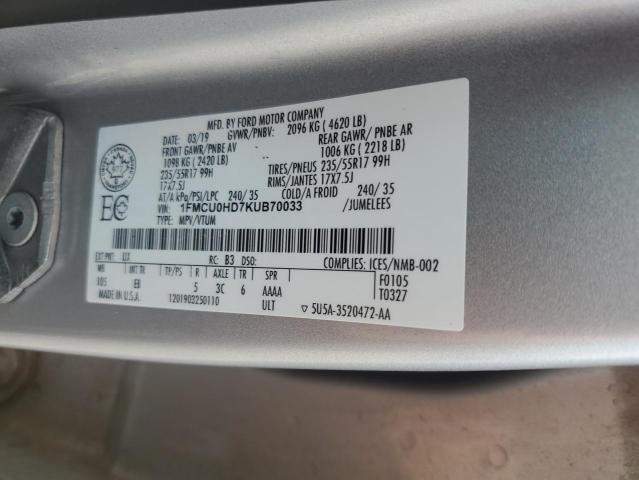 MFD. BY FORD MOTOR COMPANY
03/19 GVWR/PNBV: 2096 KG ( 4620 LB)
FRONT GAWR/PNBE AV REAR GAWR/ PNBE AR
1098 KG ( 2420 LB) 1006 KG ( 2218 LB)
235/55R17 99H TIRES/PNEUS 235/55R17 99H
17X7.5J RIMS/JANTES 17X7.5J
AT/A kPa/PSI/LPC 240/ 35 COLD/A FROID 240/ 35
VIN: 1FMCU0HD7KUB70033 /JUMELEES
TYPE: MPV/VTUM
EC
EXT PNT: UX RC: B3 DSO: COMPLIES: ICES/NMB-002
WB INT TR TP/PS R AXLE TR SPR F0105
105 5 3C 6 AAAA T0327
MADE IN U.S.A. 1201903250110 ULT ▽ 5U5A-3520472-AA